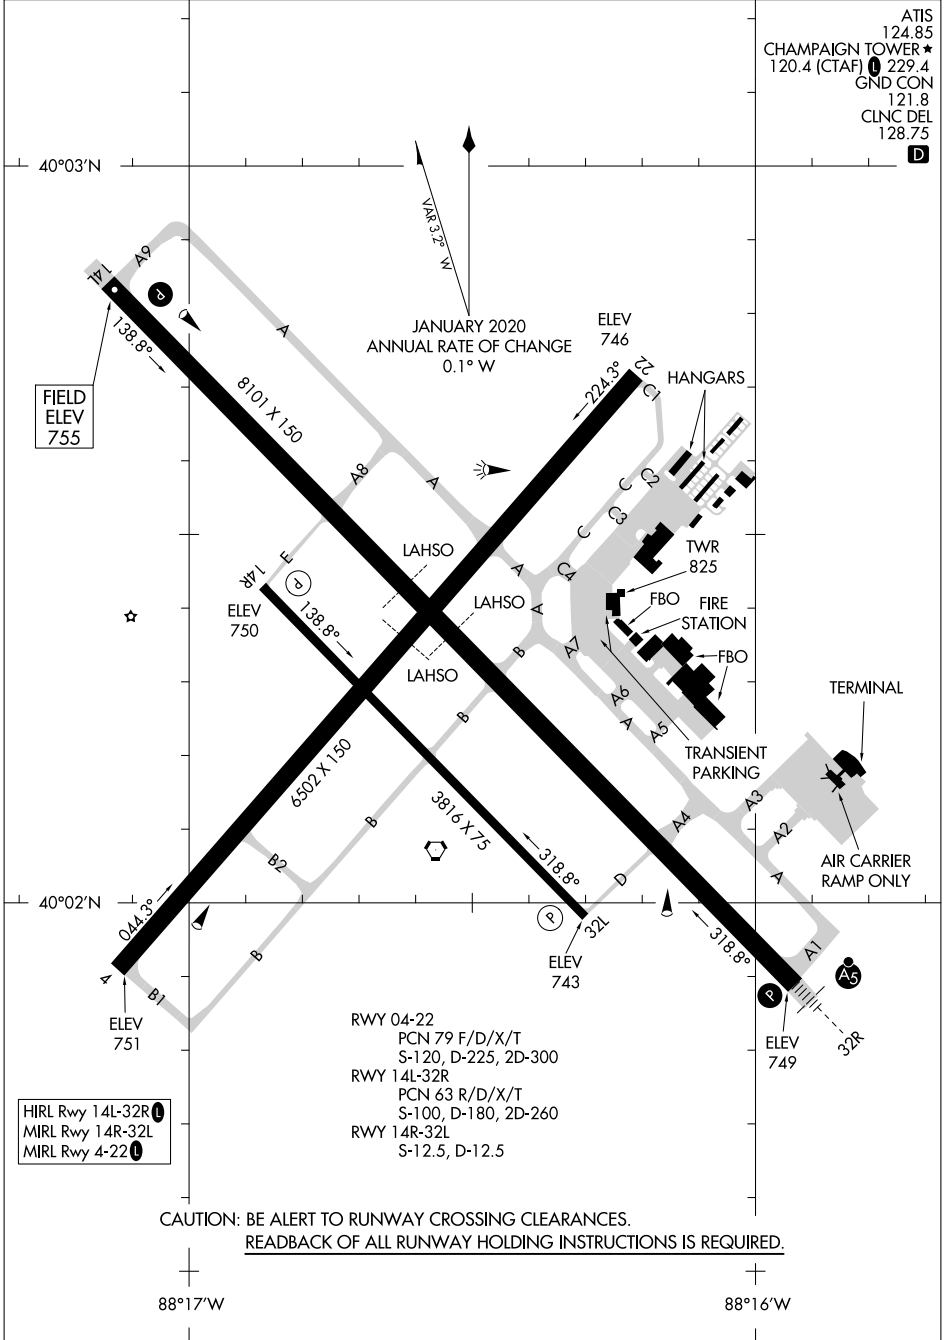 ATIS
124.85
CHAMPAIGN TOWER ★
120.4 (CTAF) L 229.4
GND CON
121.8
CLNC DEL
128.75
D
40°03'N
VAR 3.2° W
JANUARY 2020
ANNUAL RATE OF CHANGE
0.1° W
A9
14L
P
138.8°
A
FIELD
ELEV
755
8101 X 150
ELEV
746
22
224.3°
C1
HANGARS
A8
A
C
C2
C3
C
C4
E
14R
P
ELEV
750
138.8°
LAHSO
LAHSO
LAHSO
A
A
B
A7
TWR
825
FBO
FIRE
STATION
FBO
A6
A
A5
TRANSIENT
PARKING
TERMINAL
B
6502 X 150
3816 X 75
B
B2
A4
A3
A2
A
AIR CARRIER
RAMP ONLY
318.8°
D
40°02'N
044.3°
4
B
B1
ELEV
751
P
32L
ELEV
743
318.8°
A1
A5
P
32R
ELEV
749
RWY 04-22
PCN 79 F/D/X/T
S-120, D-225, 2D-300
RWY 14L-32R
PCN 63 R/D/X/T
S-100, D-180, 2D-260
RWY 14R-32L
S-12.5, D-12.5
HIRL Rwy 14L-32R L
MIRL Rwy 14R-32L
MIRL Rwy 4-22 L
CAUTION: BE ALERT TO RUNWAY CROSSING CLEARANCES.
READBACK OF ALL RUNWAY HOLDING INSTRUCTIONS IS REQUIRED.
88°17'W
88°16'W